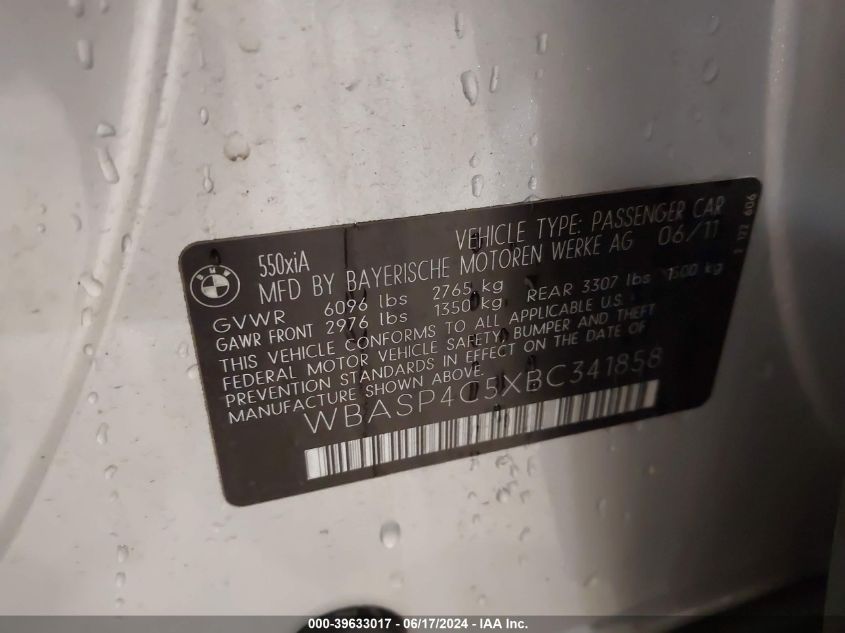 550xiA VEHICLE TYPE: PASSENGER CAR
BMW
MFD BY BAYERISCHE MOTOREN WERKE AG 06/11
GVWR 6096 lbs 2765 kg
GAWR FRONT 2976 lbs 1350 kg REAR 3307 lbs 1500 kg
THIS VEHICLE CONFORMS TO ALL APPLICABLE U.S.
FEDERAL MOTOR VEHICLE SAFETY, BUMPER AND THEFT
PREVENTION STANDARDS IN EFFECT ON THE DATE OF
MANUFACTURE SHOWN ABOVE.
WBASP4C5XBC341858
000-39633017 - 06/17/2024 - IAA Inc.